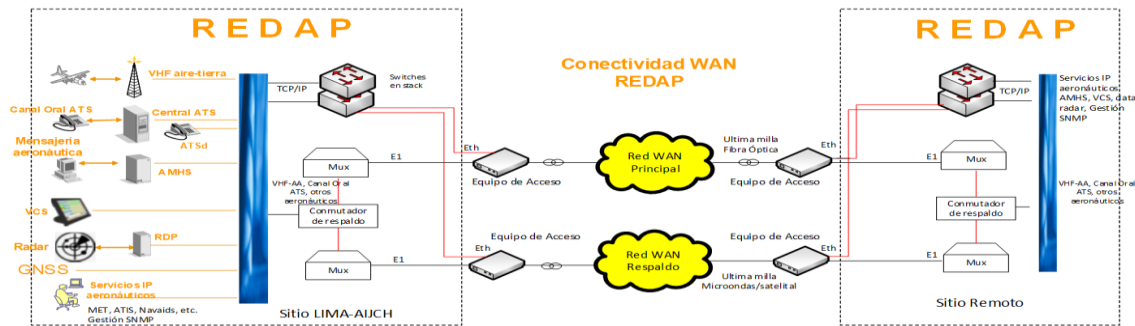 REDAP
VHF aire-tierra
Canal Oral ATS
Central ATS
ATSd
Mensajería
aeronáutica
AMHS
VCS
Radar
RDP
GNSS
Servicios IP
aeronáuticos
MET, ATIS, Navaids, etc.
Gestión SNMP
TCP/IP
Switches
en stack
Mux
E1
VHF-AA, Canal Oral
ATS, otros
aeronáuticos
Conmutador
de respaldo
Mux
E1
Sitio LIMA-AIJCH
Conectividad WAN
REDAP
Eth
Equipo de Acceso
Red WAN
Principal
Ultima milla
Fibra Óptica
Eth
Equipo de Acceso
Equipo de Acceso
Eth
Red WAN
Respaldo
Equipo de Acceso
Eth
Ultima milla
Microondas/satelital
REDAP
TCP/IP
Servicios IP
aeronáuticos,
AMHS, VCS, data
radar, Gestión
SNMP
E1
Mux
Conmutador
de respaldo
VHF-AA, Canal Oral
ATS, otros
aeronáuticos
E1
Mux
Sitio Remoto